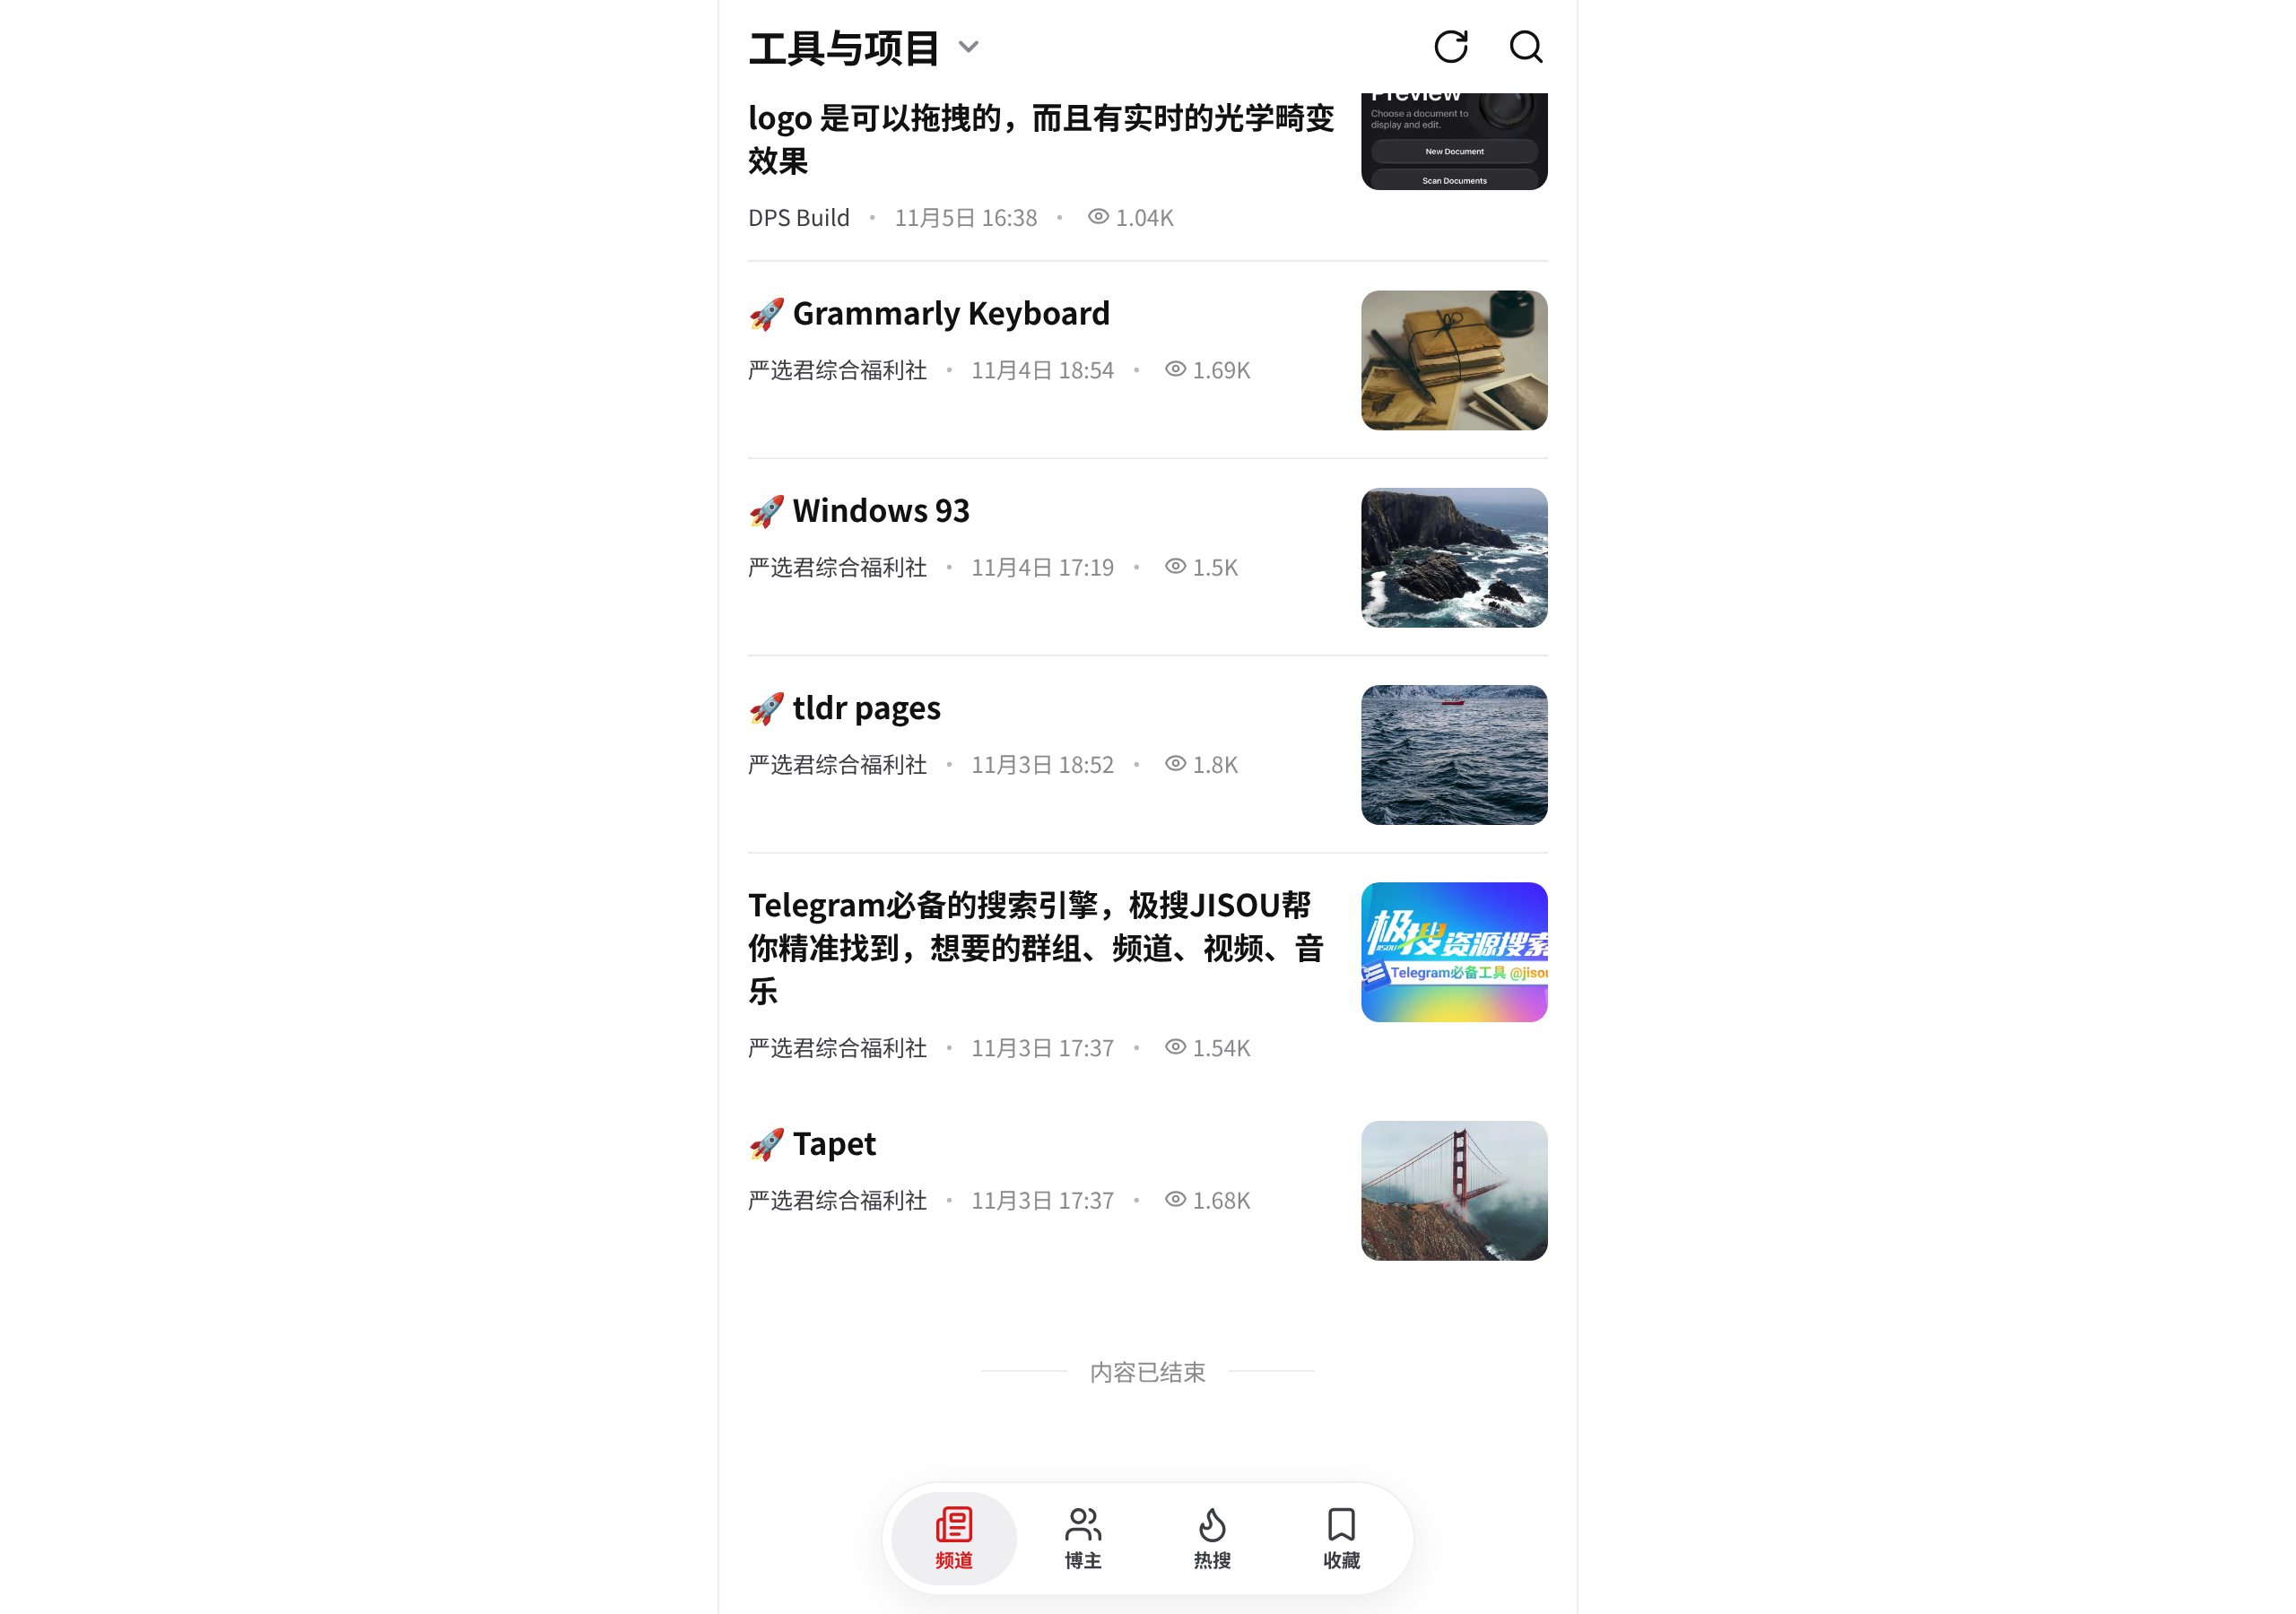 工具与项目
logo 是可以拖拽的，而且有实时的光学畸变
效果
DPS Build • 11月5日 16:38 • 1.04K
Preview
Choose a document to
display and edit.
New Document
Scan Documents
🚀 Grammarly Keyboard
严选君综合福利社 • 11月4日 18:54 • 1.69K
🚀 Windows 93
严选君综合福利社 • 11月4日 17:19 • 1.5K
🚀 tldr pages
严选君综合福利社 • 11月3日 18:52 • 1.8K
Telegram必备的搜索引擎，极搜JISOU帮
你精准找到，想要的群组、频道、视频、音
乐
严选君综合福利社 • 11月3日 17:37 • 1.54K
极搜资源搜索
JISOU
Telegram必备工具 @jisou
🚀 Tapet
严选君综合福利社 • 11月3日 17:37 • 1.68K
内容已结束
频道
博主
热搜
收藏